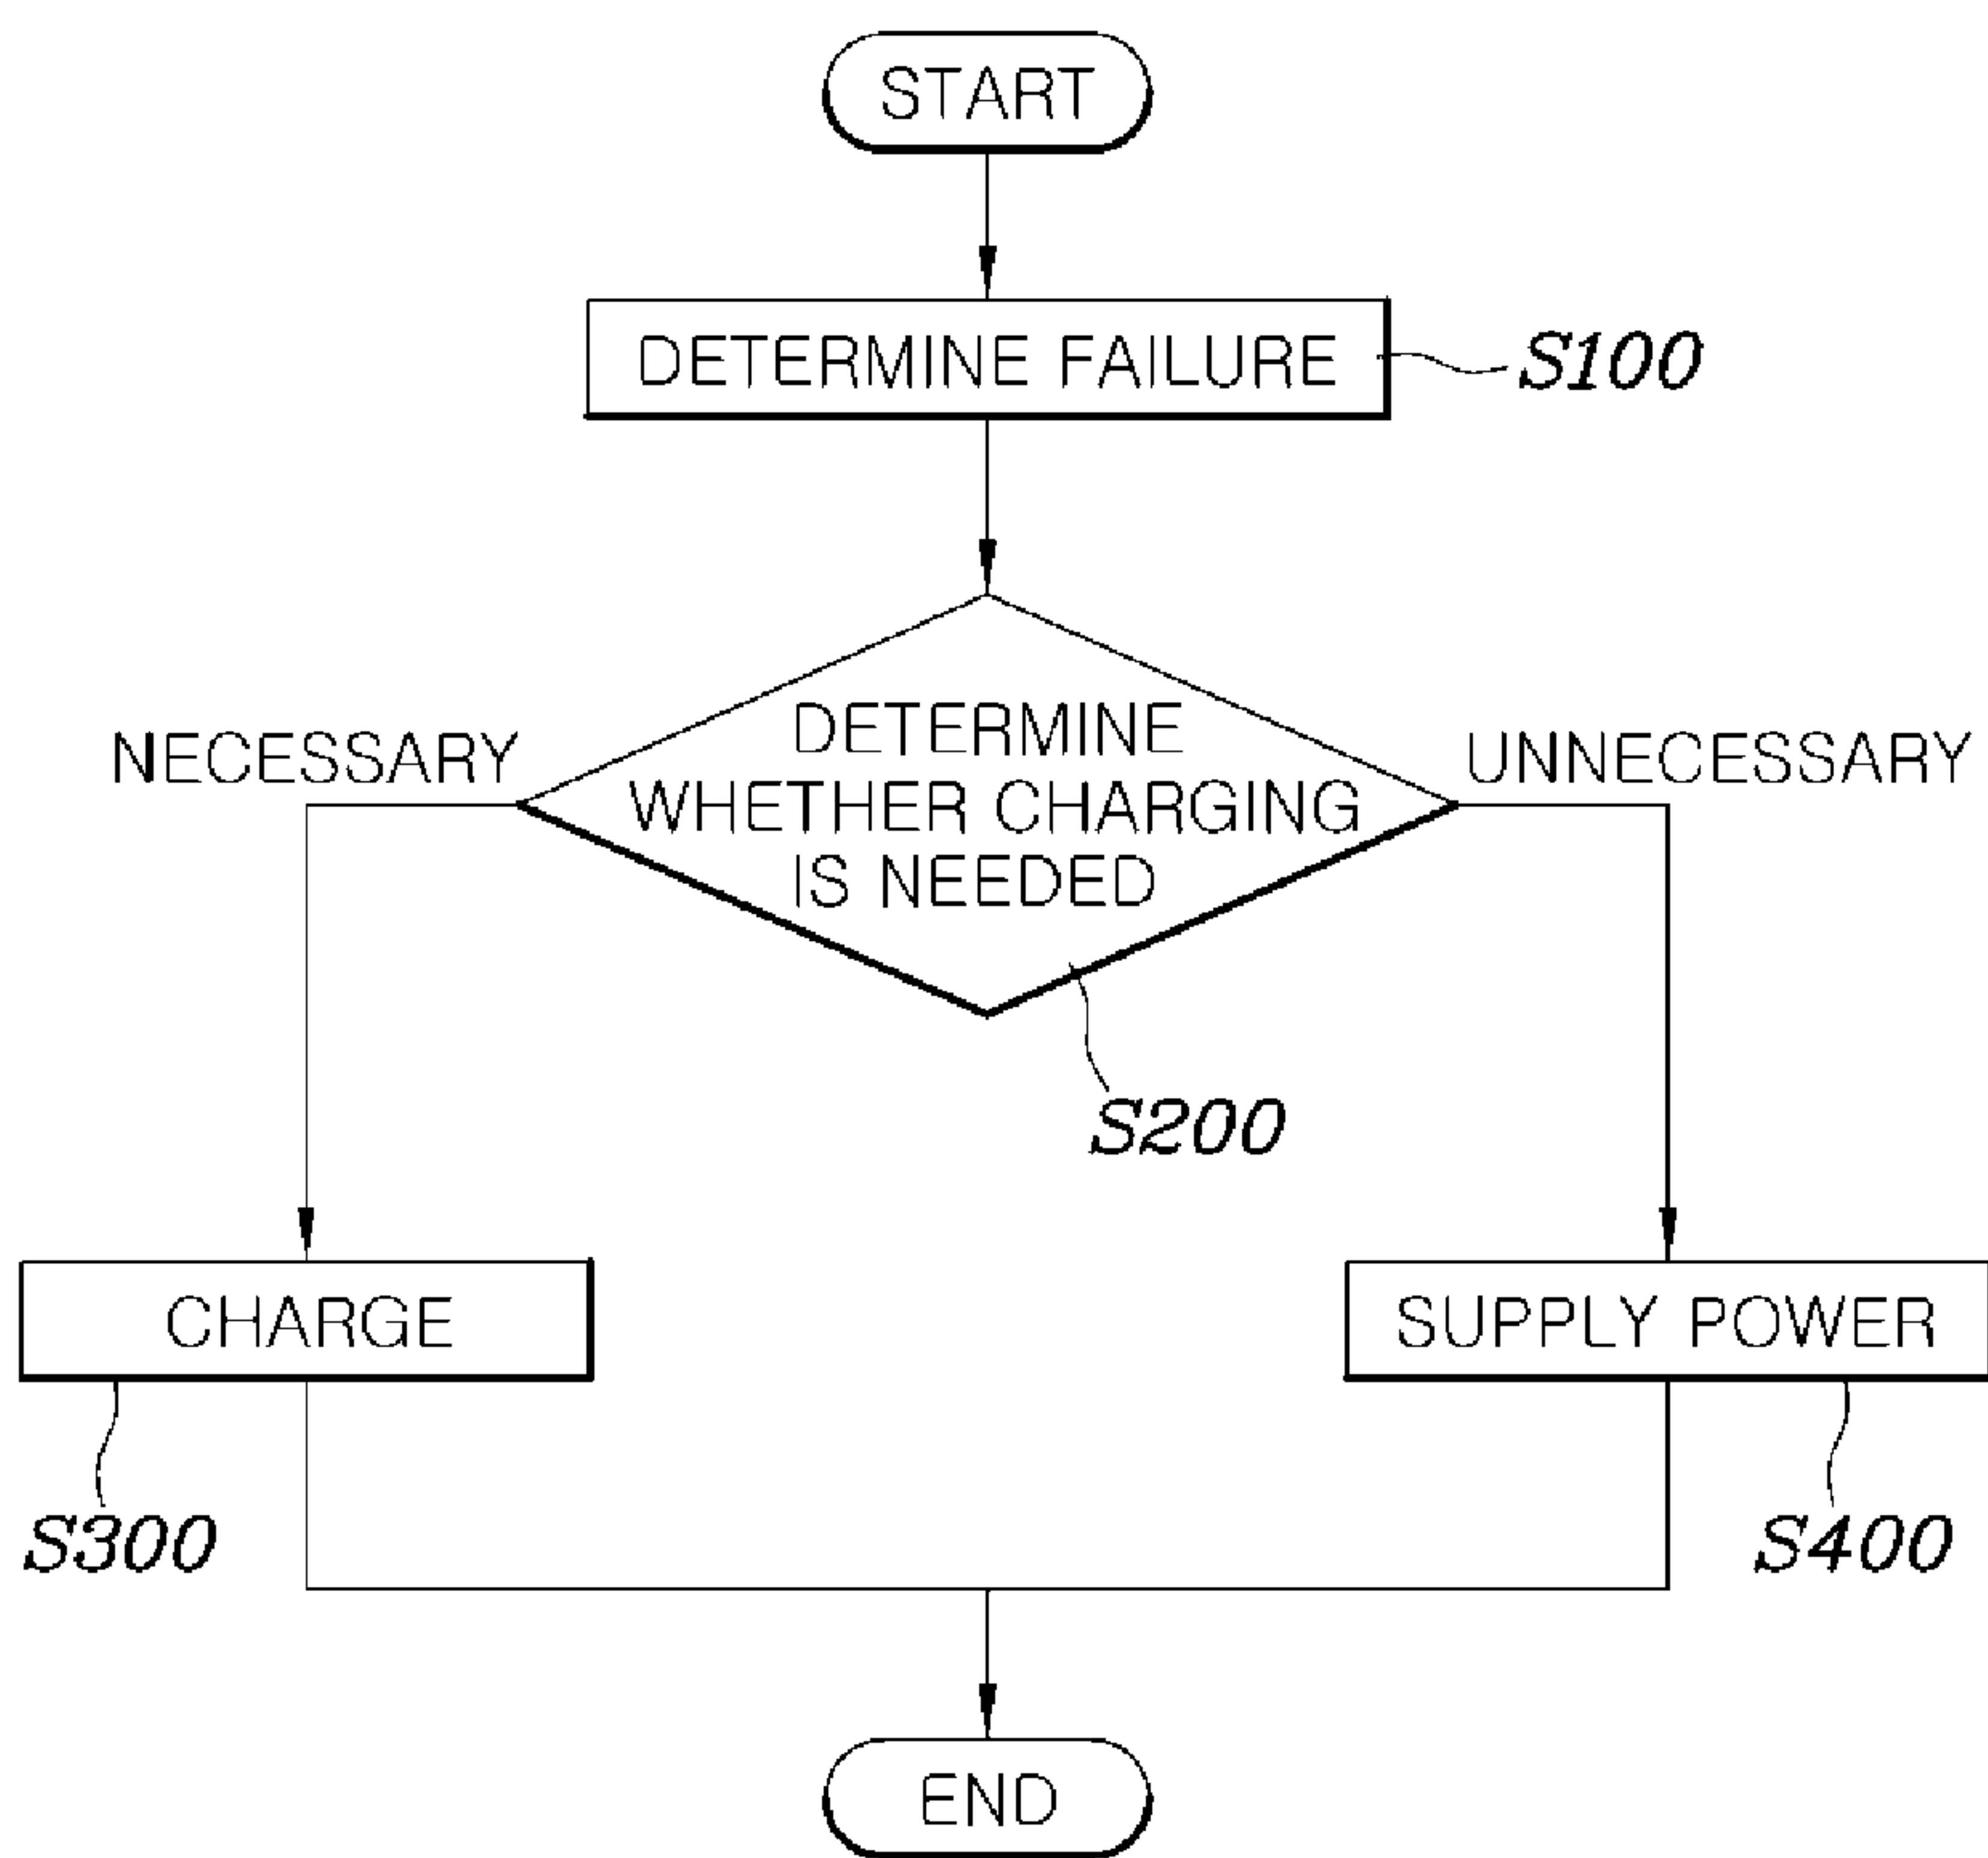 START
DETERMINE FAILURE
S100
DETERMINE
WHETHER CHARGING
IS NEEDED
NECESSARY
UNNECESSARY
S200
CHARGE
SUPPLY POWER
S300
S400
END